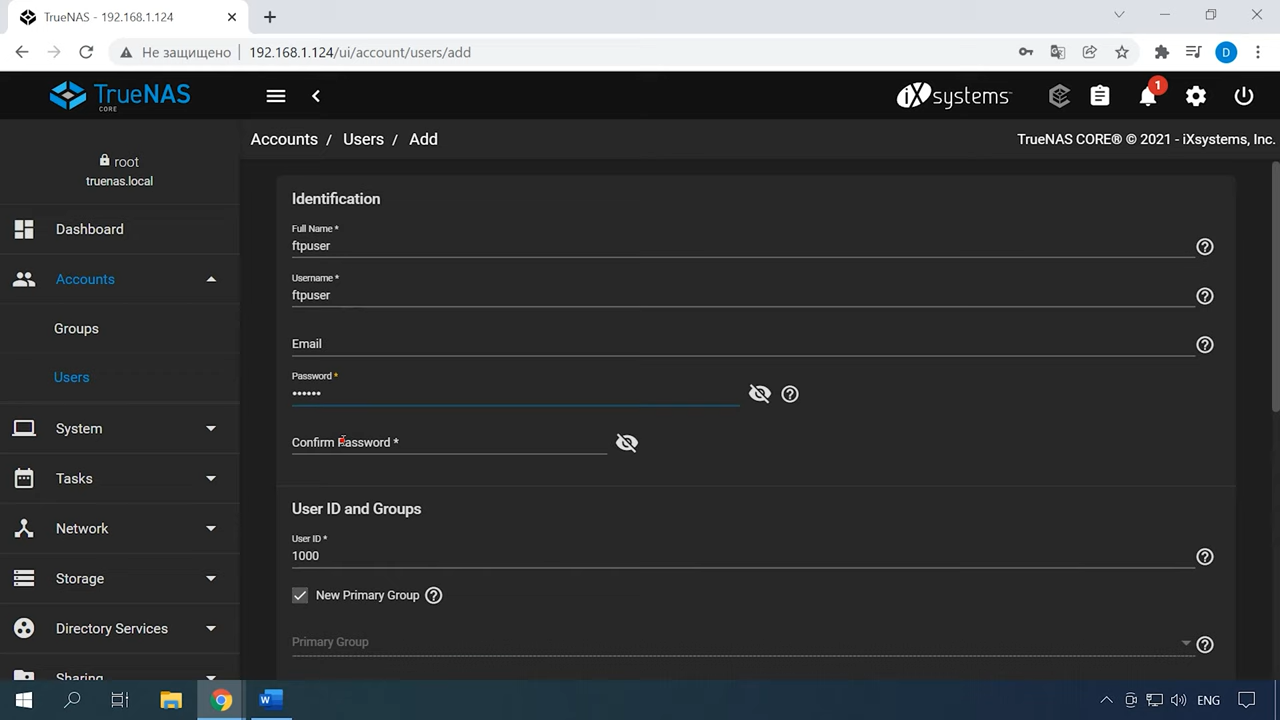 TrueNAS - 192.168.1.124
Не защищено
192.168.1.124/ui/account/users/add
D
TrueNAS
CORE
iXsystems™
1
Accounts / Users / Add
TrueNAS CORE® © 2021 - iXsystems, Inc.
root
truenas.local
Dashboard
Accounts
Groups
Users
System
Tasks
Network
Storage
Directory Services
Sharing
Identification
Full Name *
ftpuser
Username *
ftpuser
Email
Password *
••••••
Confirm Password *
User ID and Groups
User ID *
1000
New Primary Group
Primary Group
W
ENG